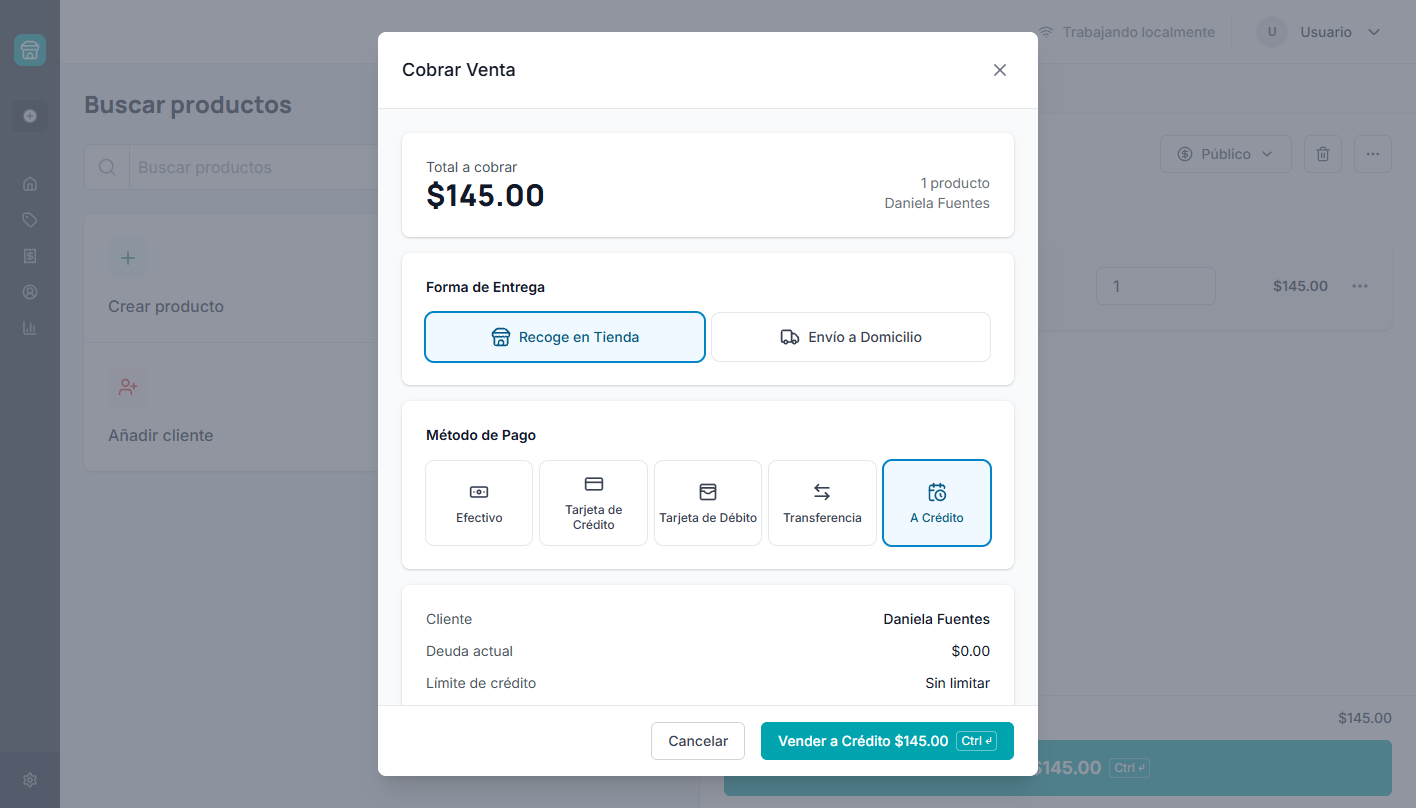 Trabajando localmente
U
Usuario
Cobrar Venta
Buscar productos
Buscar productos
Público
Total a cobrar
$145.00
1 producto
Daniela Fuentes
Crear producto
1
$145.00
Forma de Entrega
Recoge en Tienda
Envío a Domicilio
Añadir cliente
Método de Pago
Efectivo
Tarjeta de
Crédito
Tarjeta de Débito
Transferencia
A Crédito
Cliente
Daniela Fuentes
Deuda actual
$0.00
Límite de crédito
Sin limitar
$145.00
Cancelar
Vender a Crédito $145.00 Ctrl ↵
$145.00 Ctrl ↵